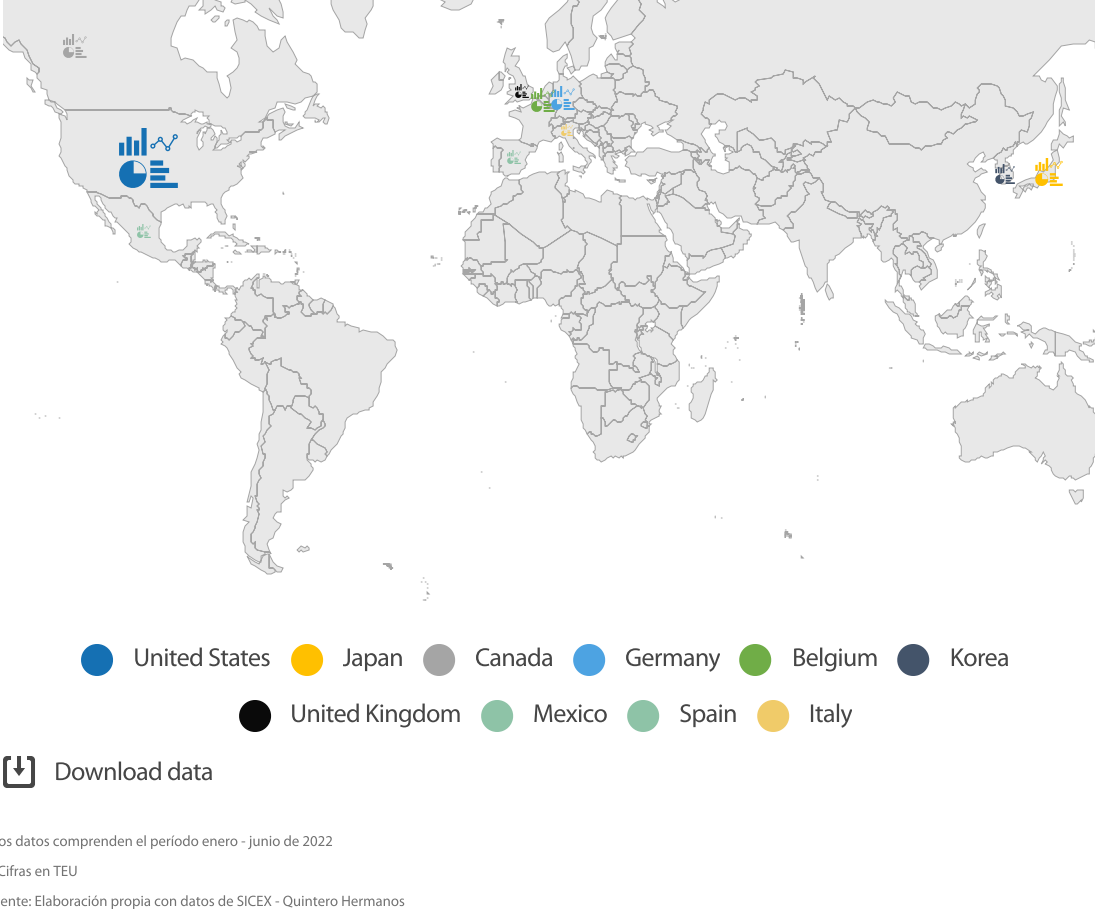 United States Japan Canada Germany Belgium Korea
United Kingdom Mexico Spain Italy
Download data
os datos comprenden el período enero - junio de 2022
Cifras en TEU
ente: Elaboración propia con datos de SICEX - Quintero Hermanos